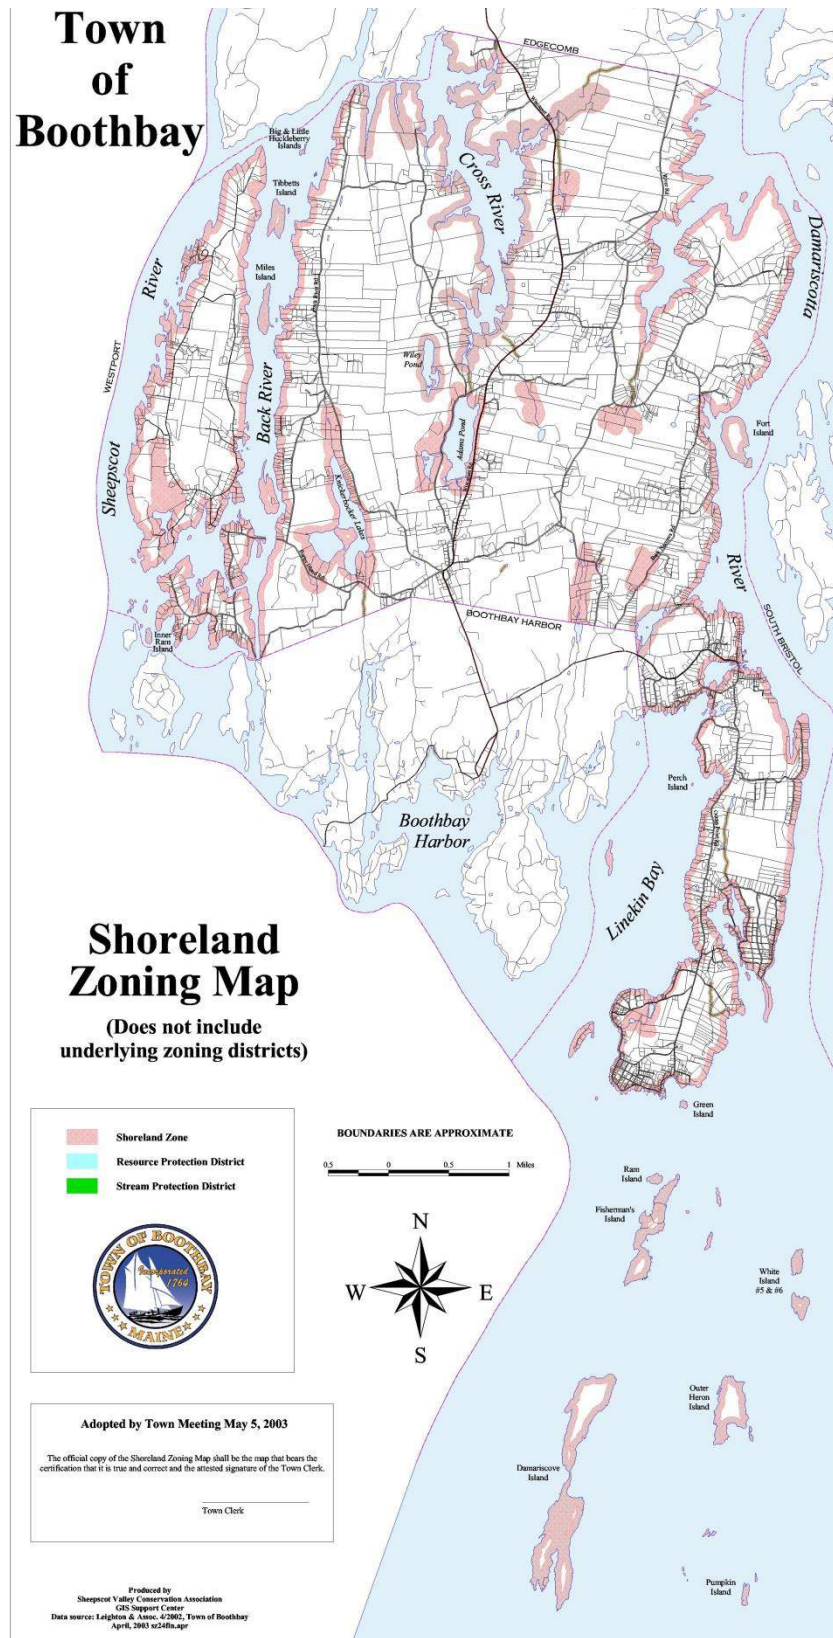 Town
of
Boothbay
EDGECOMB
Big & Little
Huckleberry
Islands
Tibbetts
Island
Cross River
River
Damariscotta
Miles
Island
WESTPORT
Wiley
Pond
Back River
Adams Pond
Fort
Island
Sheepscot
Knickerbocker Lakes
River
BOOTHBAY HARBOR
SOUTH BRISTOL
Inner
Ram
Island
Perch
Island
Boothbay
Harbor
Linekin Bay
Shoreland
Zoning Map
(Does not include
underlying zoning districts)
Green
Island
Shoreland Zone
Resource Protection District
Stream Protection District
BOUNDARIES ARE APPROXIMATE
0.5 0 0.5 1 Miles
Ram
Island
Fisherman's
Island
TOWN OF BOOTHBAY
Incorporated
1764
MAINE
N
W E
S
White
Island
#5 & #6
Outer
Heron
Island
Adopted by Town Meeting May 5, 2003
The official copy of the Shoreland Zoning Map shall be the map that bears the
certification that it is true and correct and the attested signature of the Town Clerk.
Town Clerk
Damariscove
Island
Pumpkin
Island
Produced by
Sheepscot Valley Conservation Association
GIS Support Center
Data source: Leighton & Assoc. 4/2002, Town of Boothbay
April, 2003 sz24fin.apr